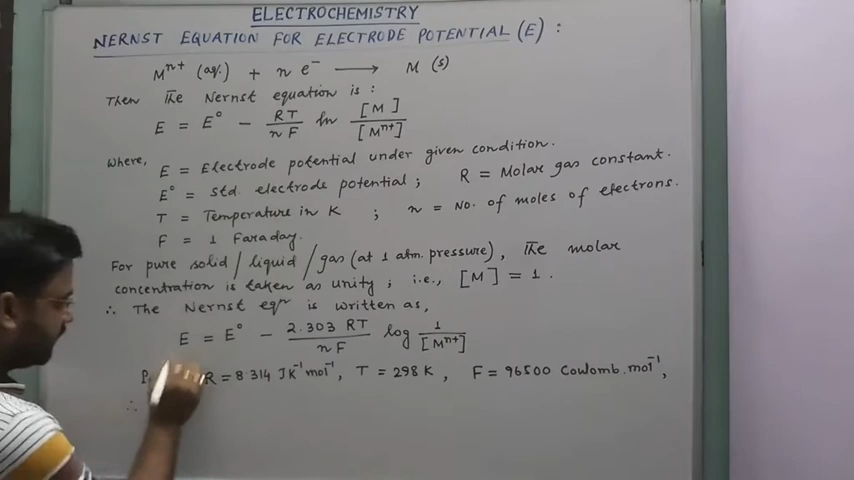 ELECTROCHEMISTRY
NERNST EQUATION FOR ELECTRODE POTENTIAL (E) :
Mⁿ⁺ (aq.) + n e⁻ ⟶ M (s)
Then The Nernst equation is :
E = E° - RT/nF ln [M]/[Mⁿ⁺]
Where, E = Electrode potential under given condition.
E° = std. electrode potential ; R = Molar gas constant.
T = Temperature in K ; n = No. of moles of electrons.
F = 1 Faraday.
For pure solid/liquid/gas (at 1 atm. pressure), The molar
concentration is taken as unity ; i.e., [M] = 1 .
∴ The Nernst eqⁿ is written as,
E = E° - 2.303 RT/nF log 1/[Mⁿ⁺]
R = 8.314 JK⁻¹mol⁻¹, T = 298 K , F = 96500 Cowlomb.mol⁻¹,
∴